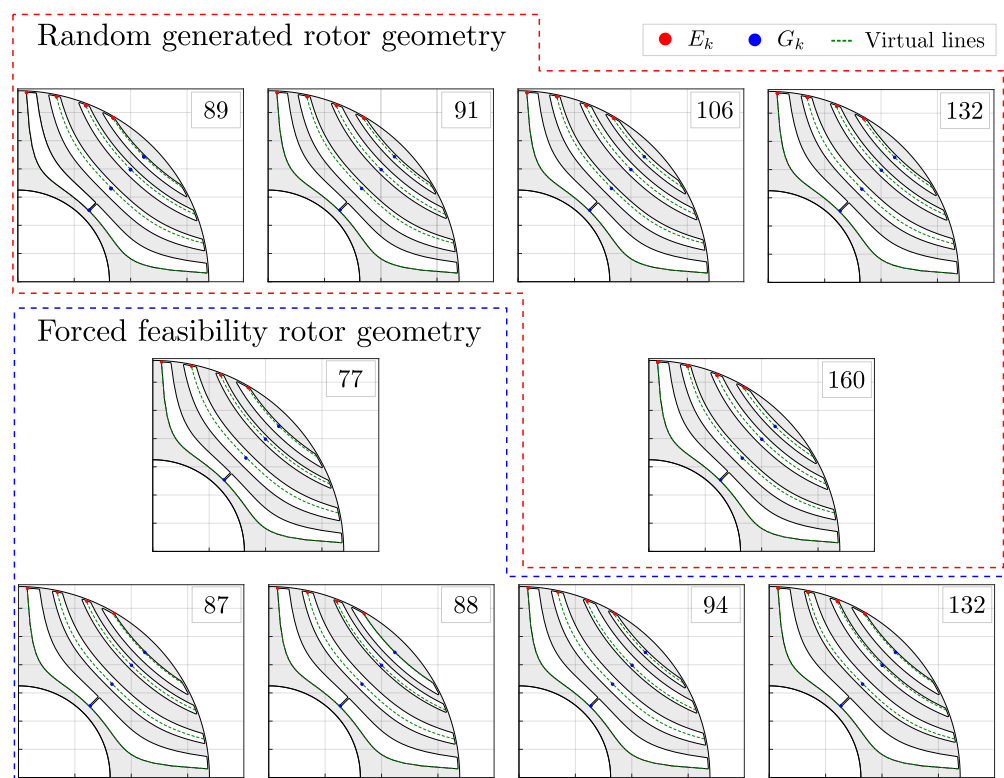 Random generated rotor geometry
E_k G_k Virtual lines
89 91 106 132
Forced feasibility rotor geometry
77 160
87 88 94 132